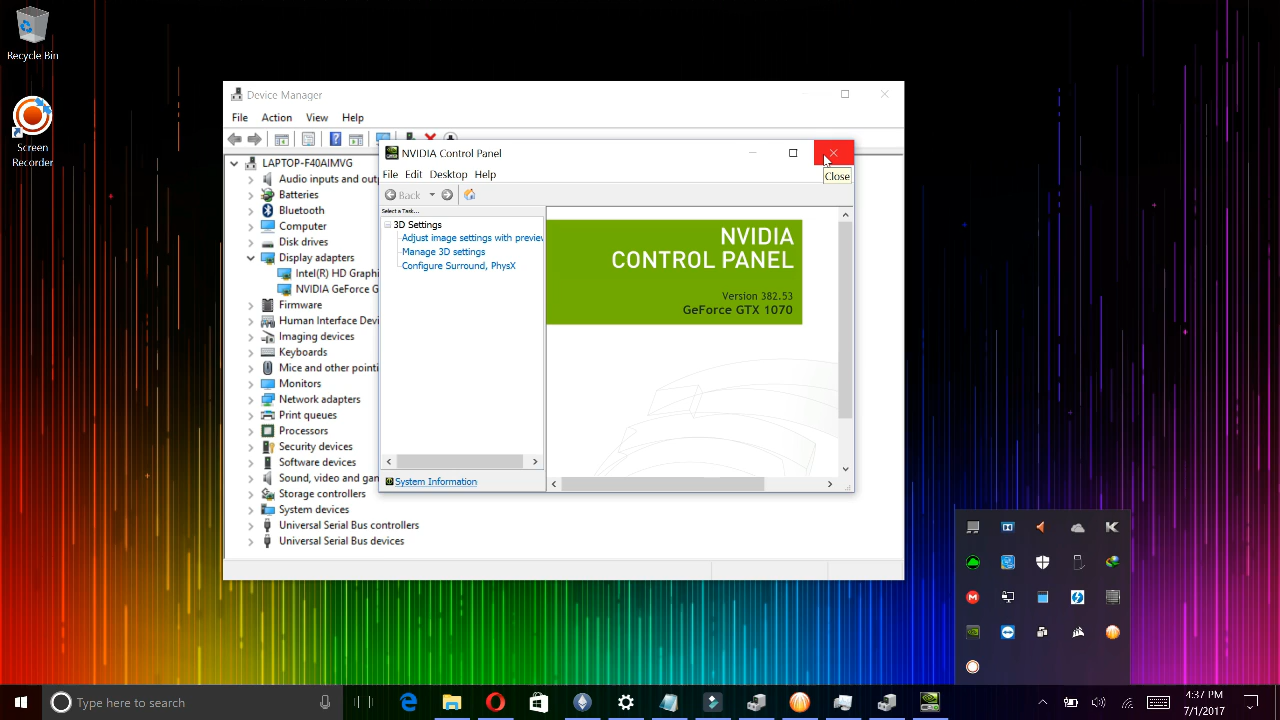 Recycle Bin
Screen
Recorder
Device Manager
File Action View Help
LAPTOP-F40AIMVG
Audio inputs and out
Batteries
Bluetooth
Computer
Disk drives
Display adapters
Intel(R) HD Graphi
NVIDIA GeForce G
Firmware
Human Interface Devi
Imaging devices
Keyboards
Mice and other pointi
Monitors
Network adapters
Print queues
Processors
Security devices
Software devices
Sound, video and gam
Storage controllers
System devices
Universal Serial Bus controllers
Universal Serial Bus devices
NVIDIA Control Panel
File Edit Desktop Help
Back
Select a Task...
3D Settings
Adjust image settings with preview
Manage 3D settings
Configure Surround, PhysX
System Information
NVIDIA
CONTROL PANEL
Version 382.53
GeForce GTX 1070
Close
Type here to search
4:37 PM
7/1/2017